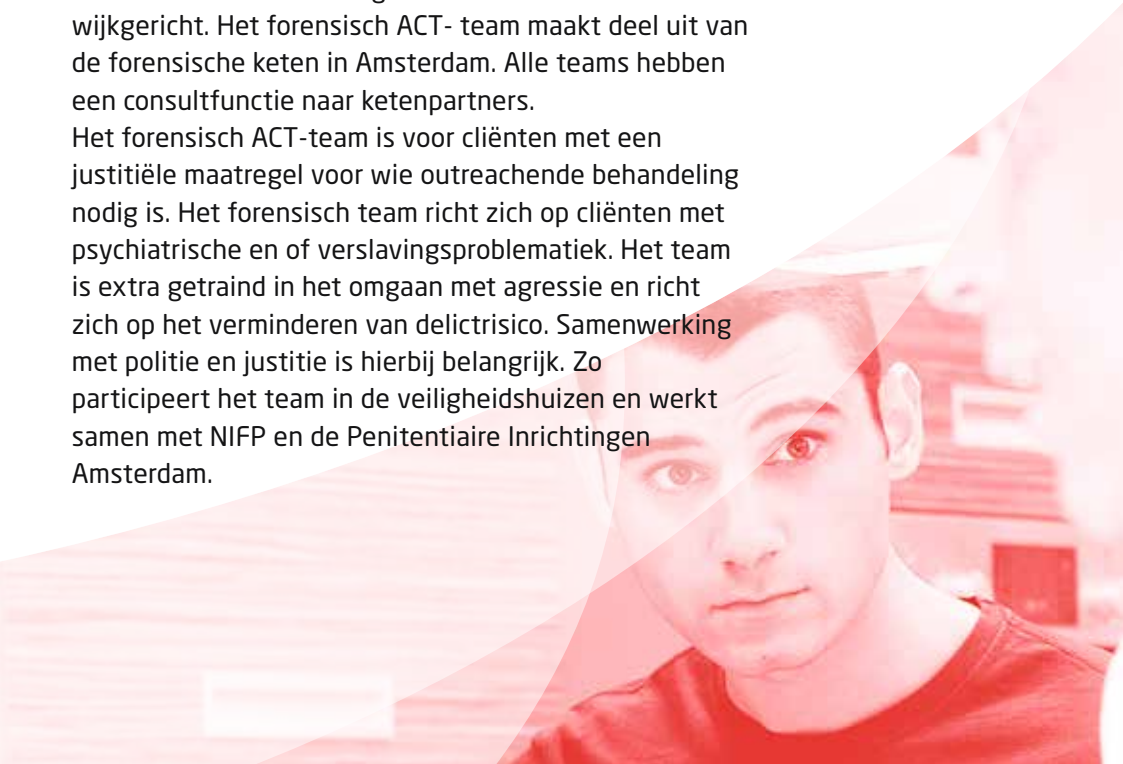 wijkgericht. Het forensisch ACT- team maakt deel uit van
de forensische keten in Amsterdam. Alle teams hebben
een consultfunctie naar ketenpartners.
Het forensisch ACT-team is voor cliënten met een
justitiële maatregel voor wie outreachende behandeling
nodig is. Het forensisch team richt zich op cliënten met
psychiatrische en of verslavingsproblematiek. Het team
is extra getraind in het omgaan met agressie en richt
zich op het verminderen van delictrisico. Samenwerking
met politie en justitie is hierbij belangrijk. Zo
participeert het team in de veiligheidshuizen en werkt
samen met NIFP en de Penitentiaire Inrichtingen
Amsterdam.